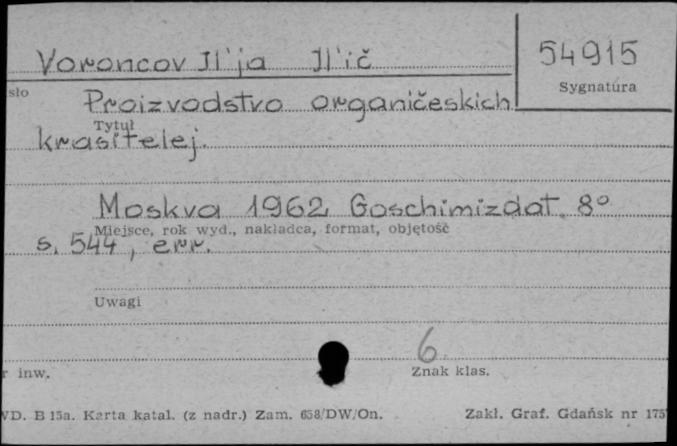 Voroncov Il'ja Il'ič
54915
Sygnatura
sło
Proizvodstvo organičeskich
Tytuł
krasitelej.
Moskva 1962 Goschimizdat 8°
Miejsce, rok wyd., nakładca, format, objętość
s. 544, err.
Uwagi
6
r inw.
Znak klas.
WD. B 15a. Karta katal. (z nadr.) Zam. 658/DW/On.
Zakł. Graf. Gdańsk nr 175